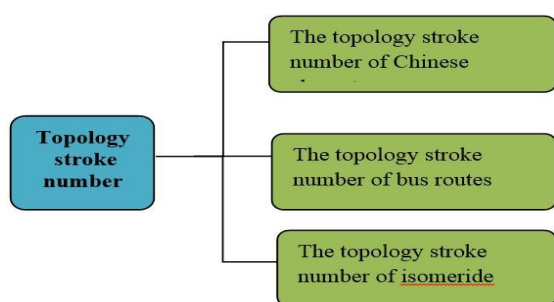 The topology stroke
number of Chinese
Topology
stroke
number
The topology stroke
number of bus routes
The topology stroke
number of isomeride